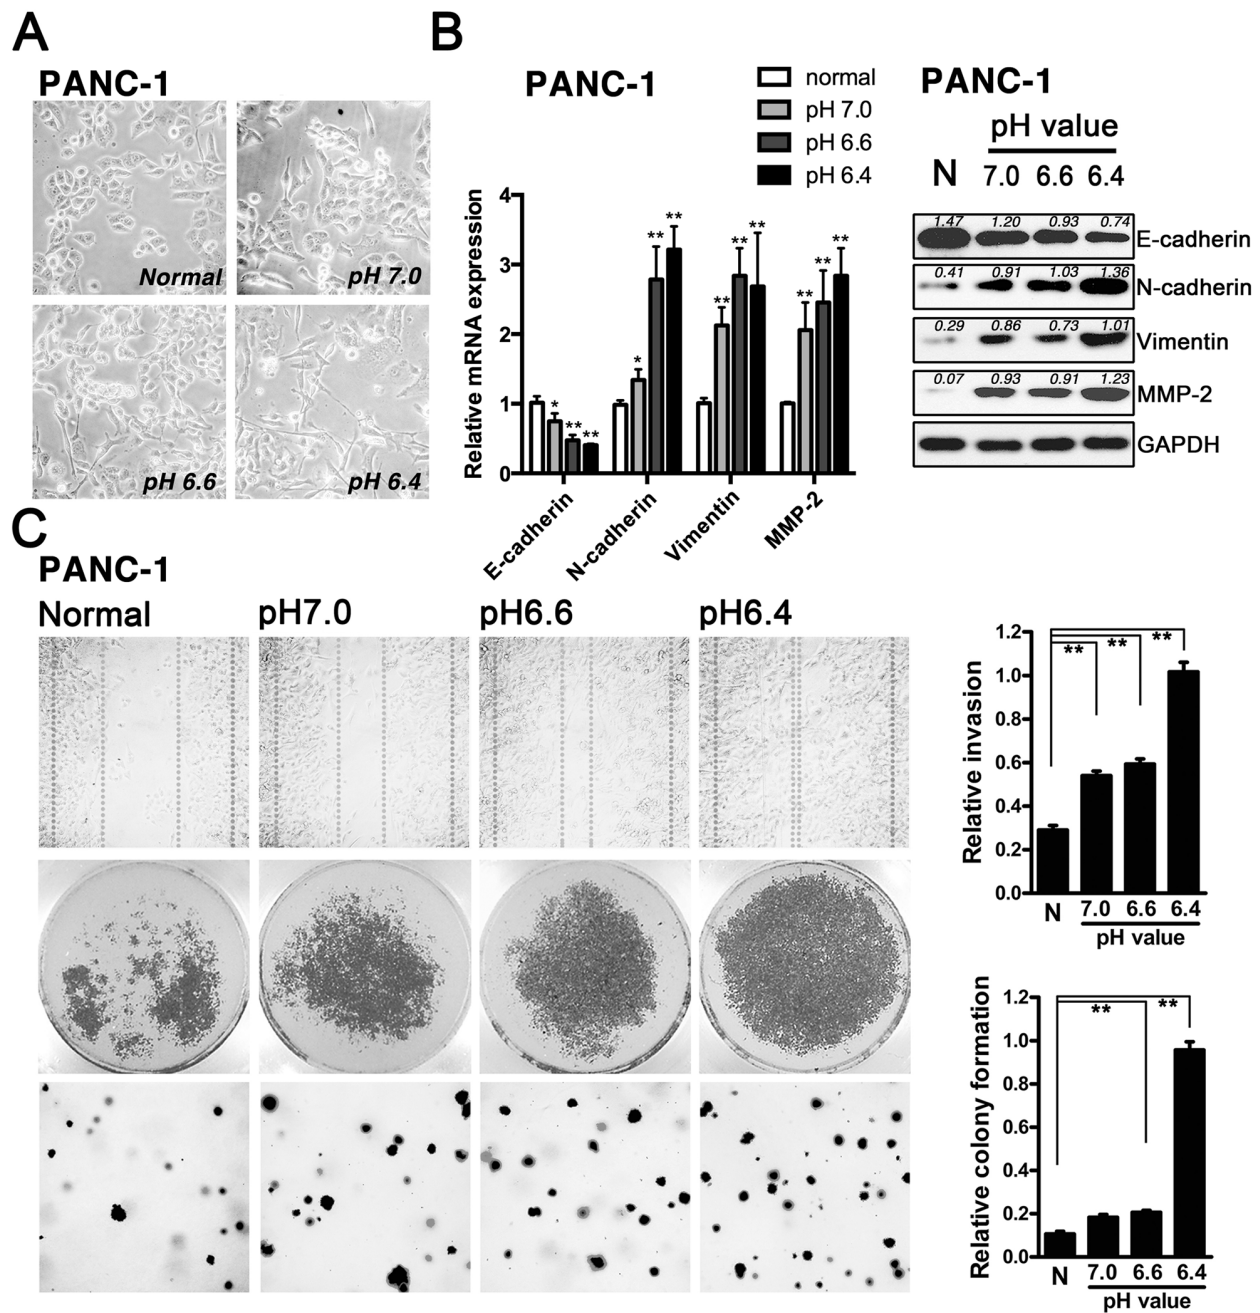 A
PANC-1
Normal
pH 7.0
pH 6.6
pH 6.4
B
PANC-1
normal
pH 7.0
pH 6.6
pH 6.4
Relative mRNA expression
4
3
2
1
0
*
**
**
*
**
**
**
**
**
**
**
**
E-cadherin
N-cadherin
Vimentin
MMP-2
PANC-1
pH value
N 7.0 6.6 6.4
1.47 1.20 0.93 0.74
E-cadherin
0.41 0.91 1.03 1.36
N-cadherin
0.29 0.86 0.73 1.01
Vimentin
0.07 0.93 0.91 1.23
MMP-2
GAPDH
C
PANC-1
Normal
pH7.0
pH6.6
pH6.4
Relative invasion
1.2
1.0
0.8
0.6
0.4
0.2
0.0
** ** **
N 7.0 6.6 6.4
pH value
Relative colony formation
1.2
1.0
0.8
0.6
0.4
0.2
0.0
** **
N 7.0 6.6 6.4
pH value